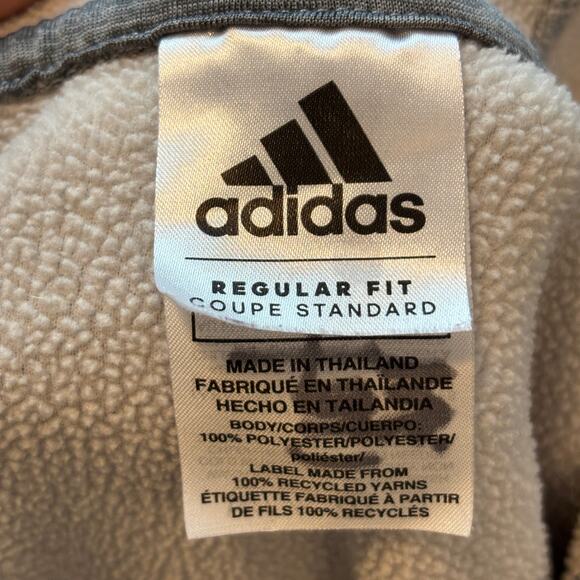 adidas
REGULAR FIT
COUPE STANDARD
MADE IN THAILAND
FABRIQUÉ EN THAÏLANDE
HECHO EN TAILANDIA
BODY/CORPS/CUERPO:
100% POLYESTER/POLYESTER/
poliéster/
LABEL MADE FROM
100% RECYCLED YARNS
ÉTIQUETTE FABRIQUÉ À PARTIR
DE FILS 100% RECYCLÉS